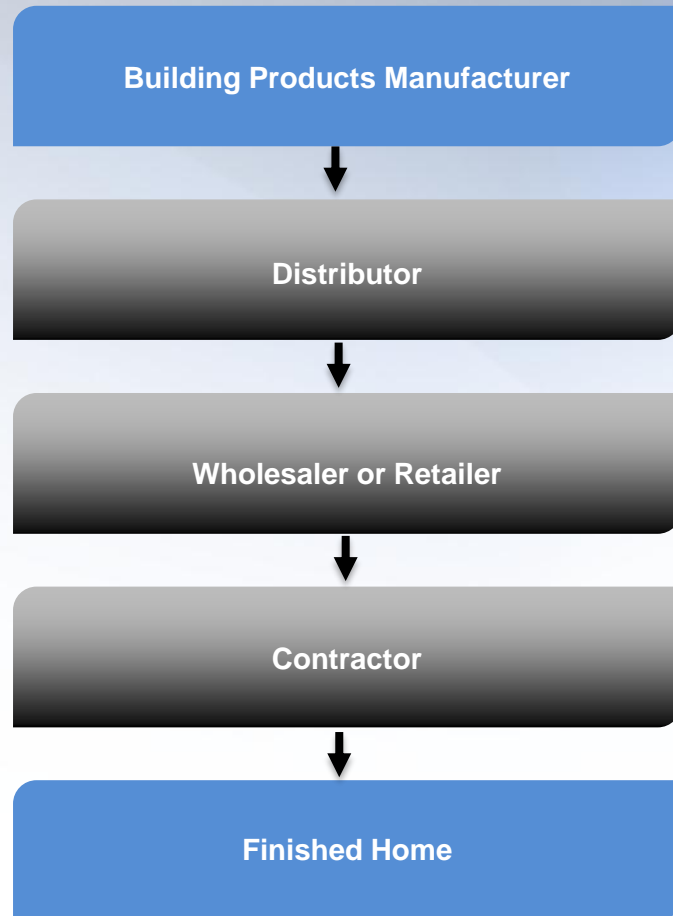 Building Products Manufacturer
Distributor
Wholesaler or Retailer
Contractor
Finished Home